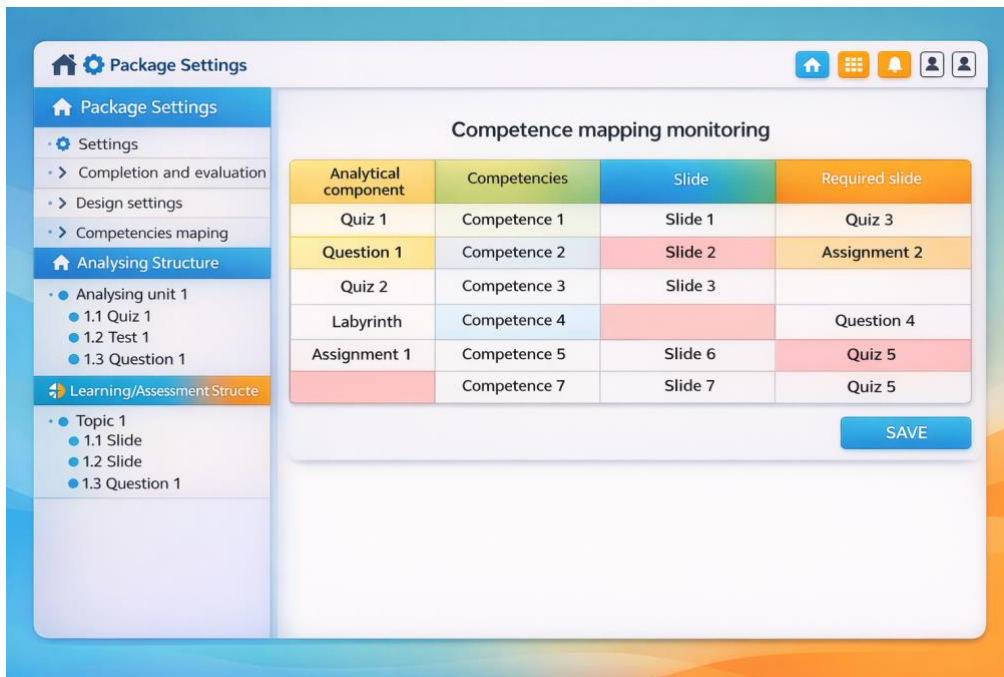 Package Settings
Package Settings
Settings
Completion and evaluation
Design settings
Competencies maping
Analysing Structure
Analysing unit 1
1.1 Quiz 1
1.2 Test 1
1.3 Question 1
Learning/Assessment Structe
Topic 1
1.1 Slide
1.2 Slide
1.3 Question 1
Competence mapping monitoring
Analytical
component
Competencies Slide Required slide
Quiz 1 Competence 1 Slide 1 Quiz 3
Question 1 Competence 2 Slide 2 Assignment 2
Quiz 2 Competence 3 Slide 3
Labyrinth Competence 4 Question 4
Assignment 1 Competence 5 Slide 6 Quiz 5
Competence 7 Slide 7 Quiz 5
SAVE